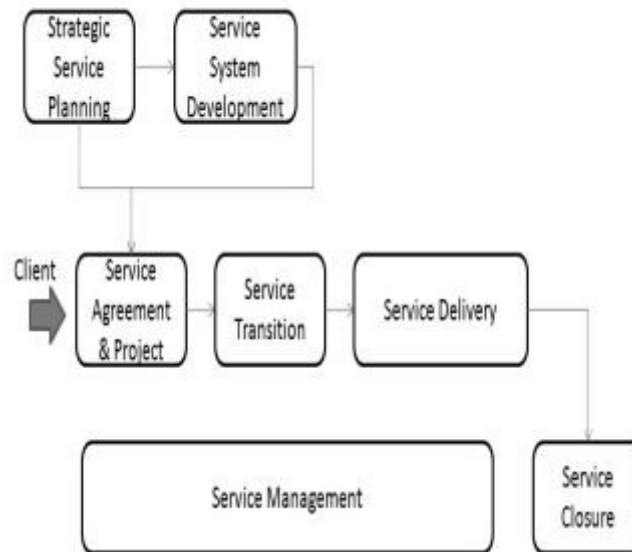 Strategic
Service
Planning
Service
System
Development
Client
Service
Agreement
& Project
Service
Transition
Service Delivery
Service Management
Service
Closure